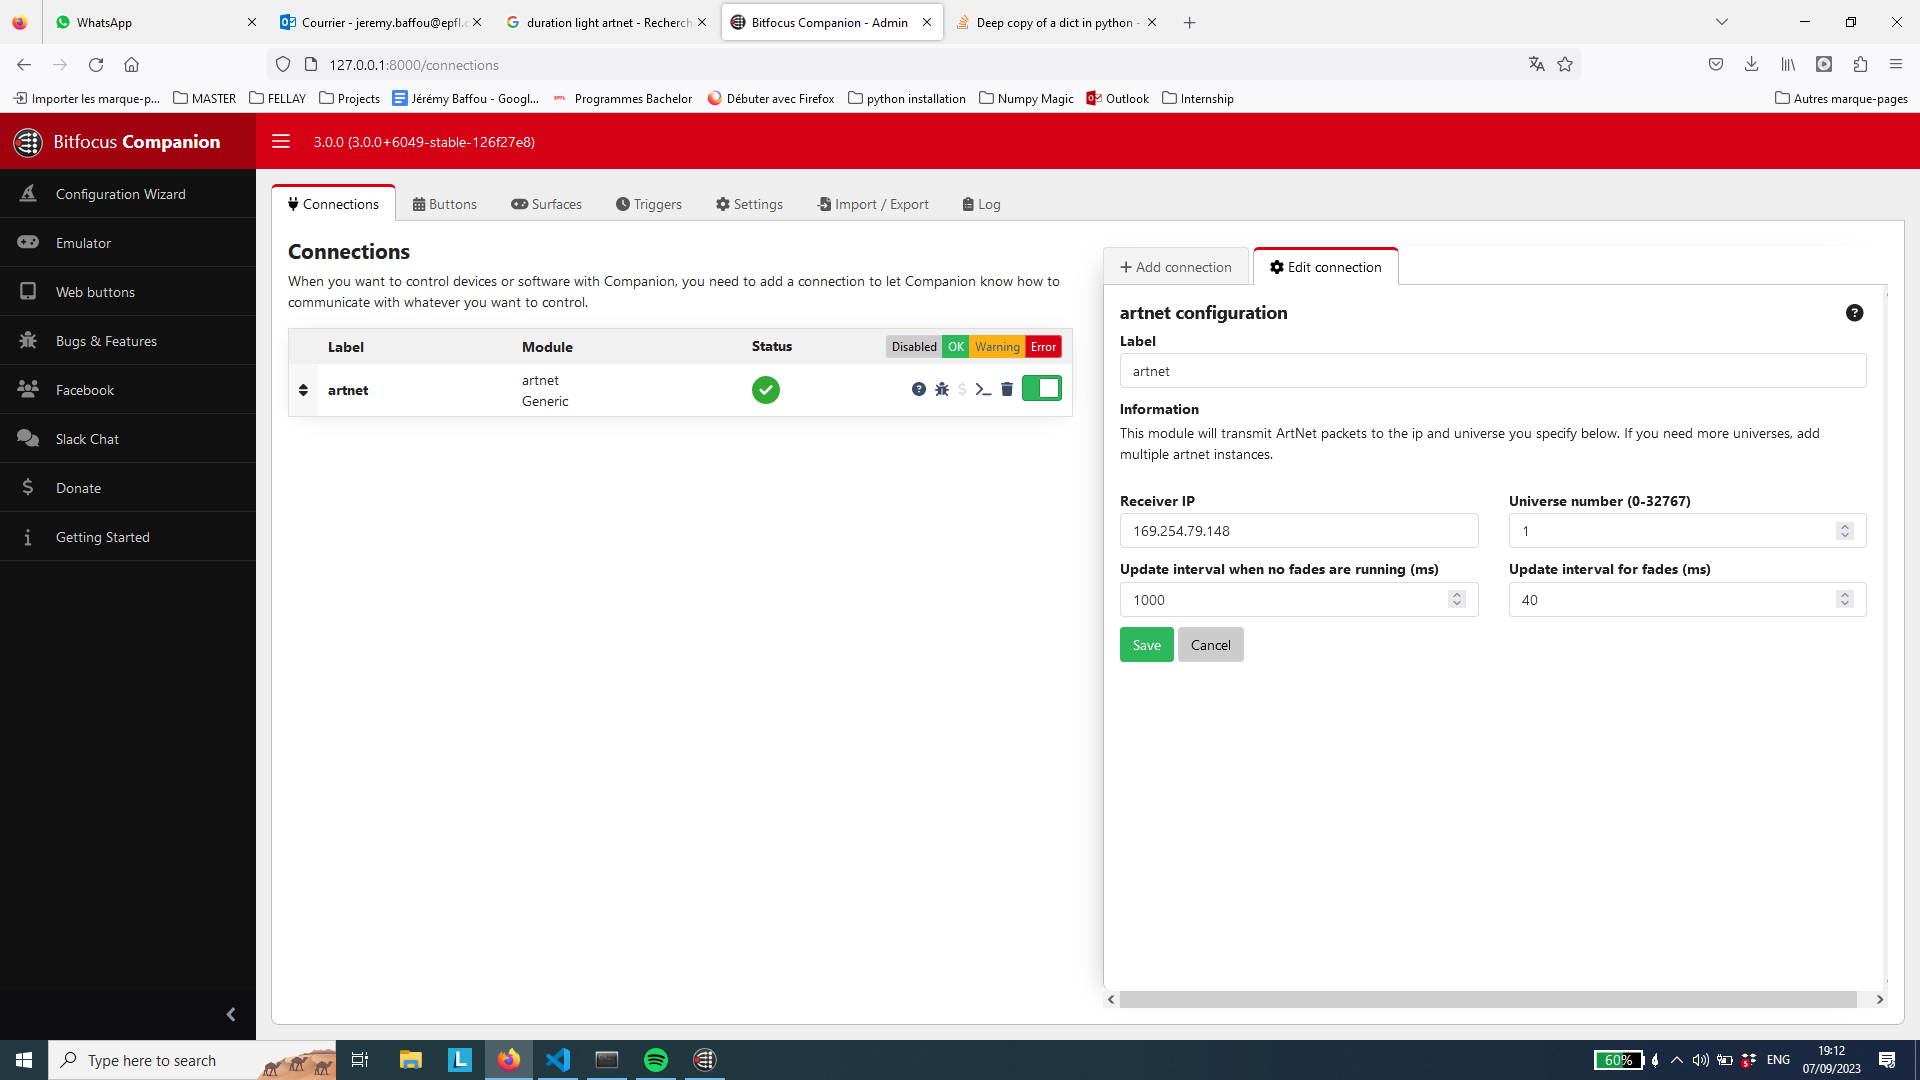 WhatsApp
Courrier - jeremy.baffou@epfl.c
duration light artnet - Recherch
Bitfocus Companion - Admin
Deep copy of a dict in python -
127.0.0.1:8000/connections
Importer les marque-p...
MASTER
FELLAY
Projects
Jérémy Baffou - Googl...
Programmes Bachelor
Débuter avec Firefox
python installation
Numpy Magic
Outlook
Internship
Autres marque-pages
Bitfocus Companion
3.0.0 (3.0.0+6049-stable-126f27e8)
Configuration Wizard
Emulator
Web buttons
Bugs & Features
Facebook
Slack Chat
Donate
Getting Started
Connections
Buttons
Surfaces
Triggers
Settings
Import / Export
Log
Connections
When you want to control devices or software with Companion, you need to add a connection to let Companion know how to
communicate with whatever you want to control.
Label
Module
Status
Disabled
OK
Warning
Error
artnet
artnet
Generic
Add connection
Edit connection
artnet configuration
Label
artnet
Information
This module will transmit ArtNet packets to the ip and universe you specify below. If you need more universes, add
multiple artnet instances.
Receiver IP
Universe number (0-32767)
169.254.79.148
1
Update interval when no fades are running (ms)
Update interval for fades (ms)
1000
40
Save
Cancel
Type here to search
60%
ENG
19:12
07/09/2023